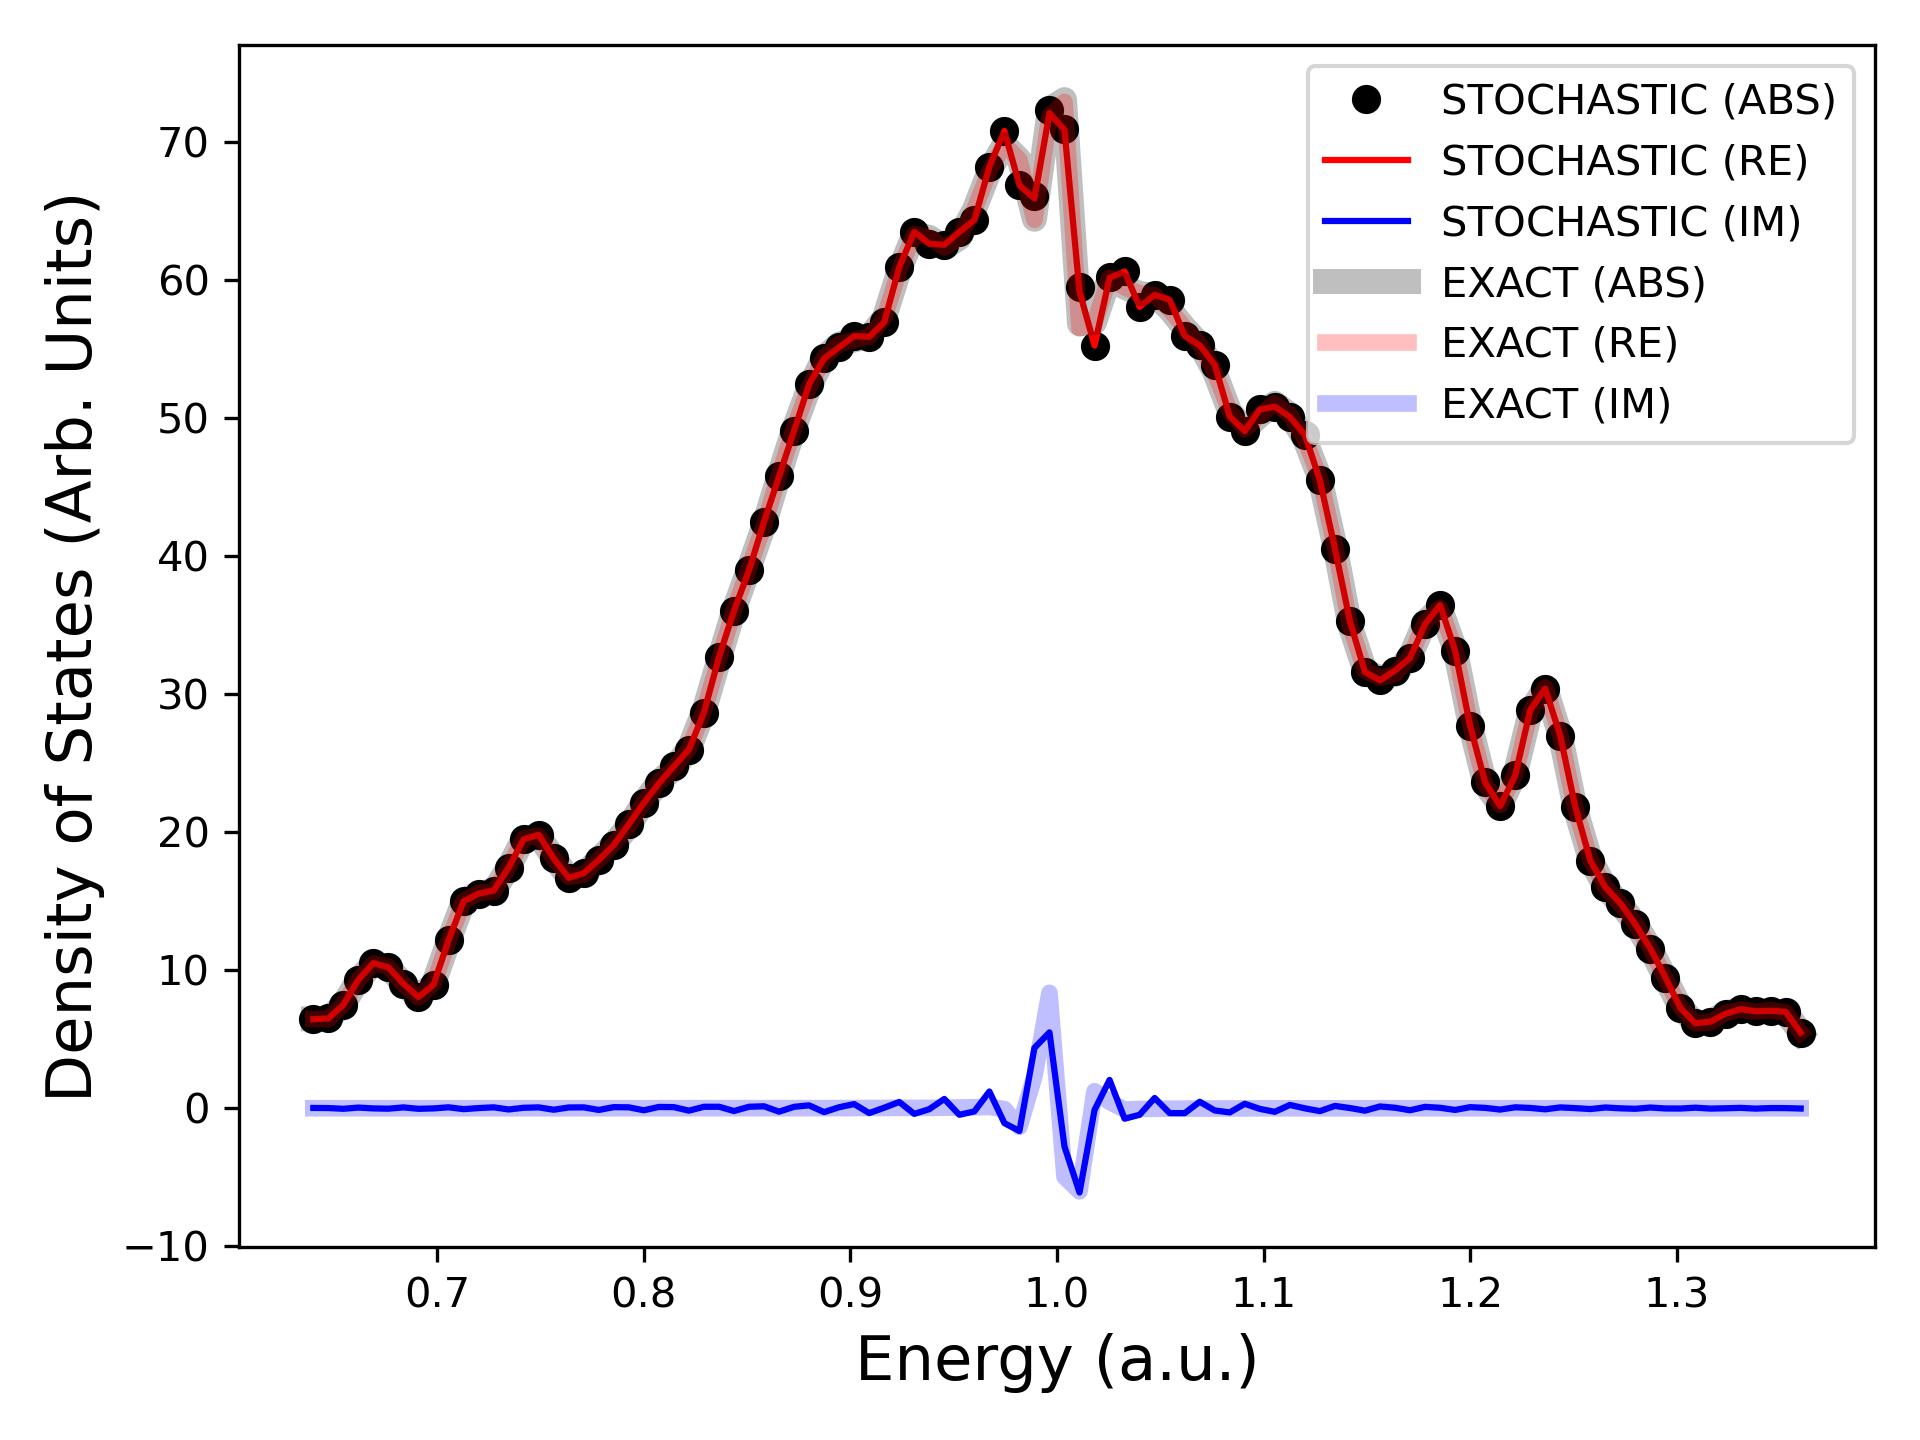 Density of States (Arb. Units)
70
60
50
40
30
20
10
0
−10
0.7 0.8 0.9 1.0 1.1 1.2 1.3
Energy (a.u.)
STOCHASTIC (ABS)
STOCHASTIC (RE)
STOCHASTIC (IM)
EXACT (ABS)
EXACT (RE)
EXACT (IM)